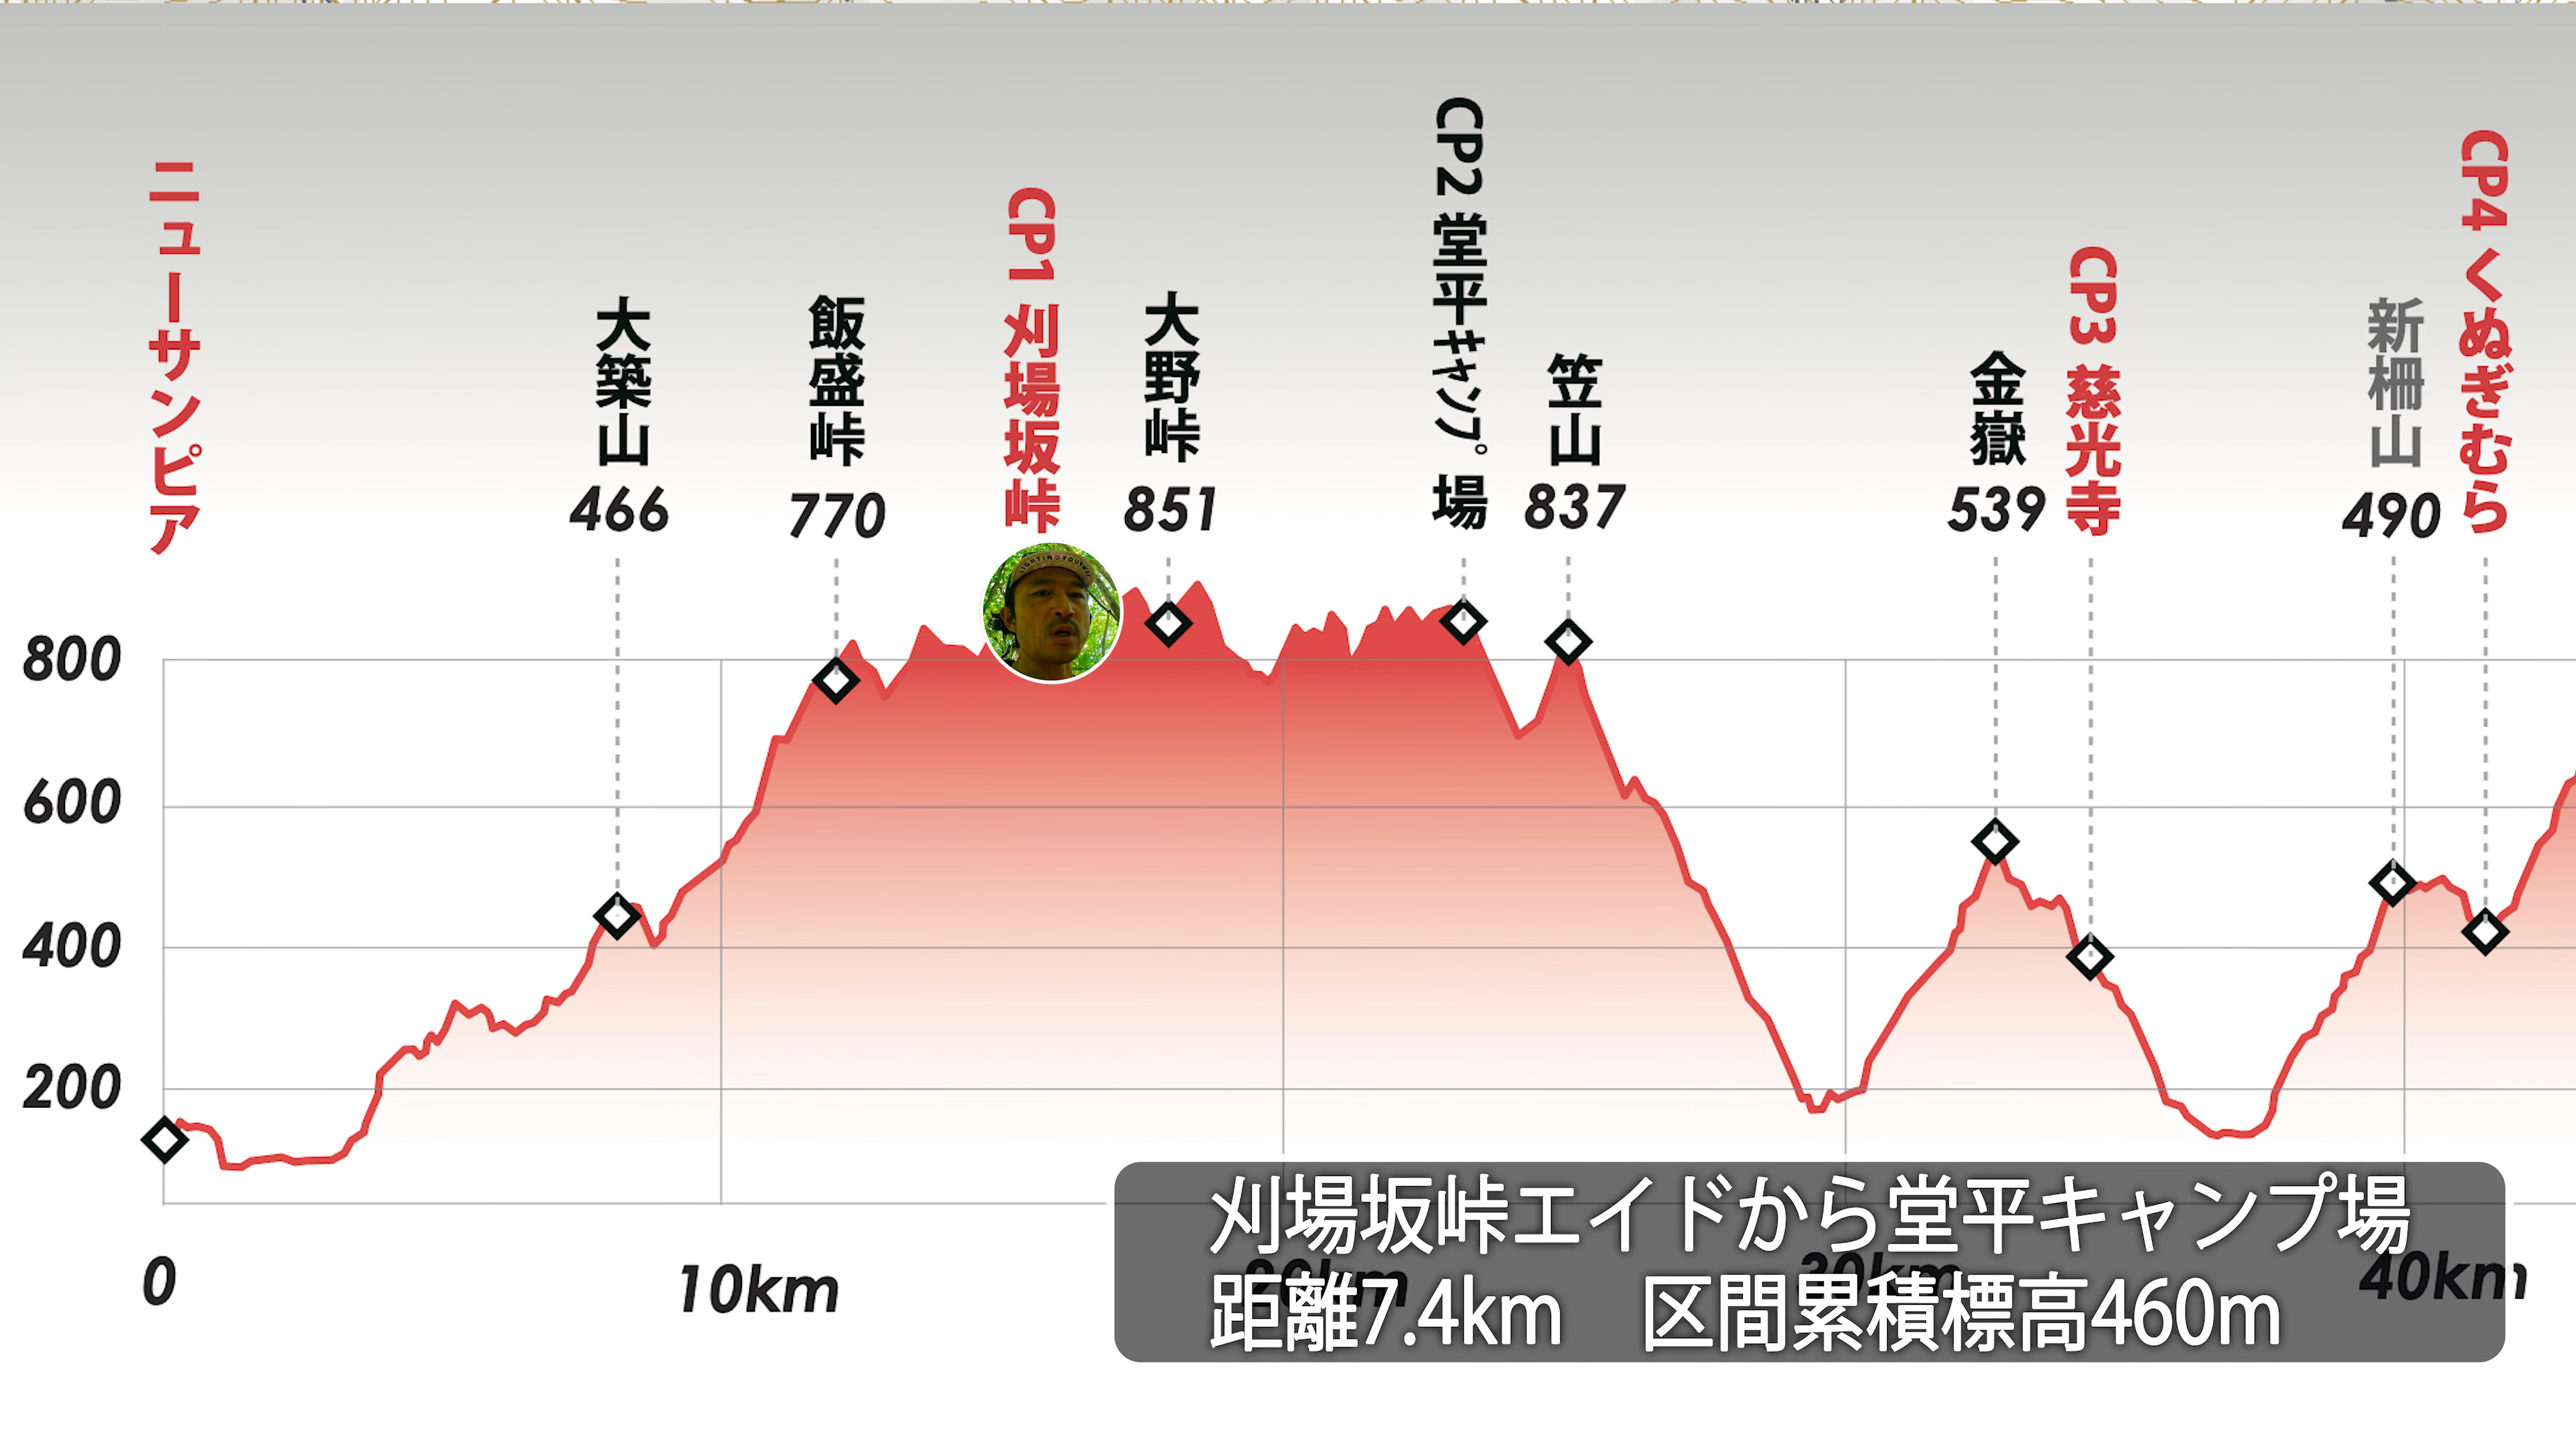 ニューサンピア
大築山
466
飯盛峠
770
CP1 刈場坂峠
大野峠
851
CP2 堂平ｷｬﾝﾌﾟ場
笠山
837
金嶽
539
CP3 慈光寺
新柵山
490
CP4 くぬぎむら
800
600
400
200
0
10km
20km
30km
40km
刈場坂峠エイドから堂平キャンプ場
距離7.4km　区間累積標高460m